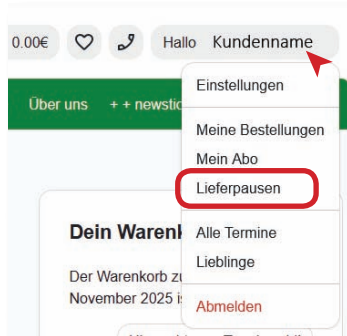 0.00€ Hallo Kundenname
Einstellungen
Über uns + + newstic
Meine Bestellungen
Mein Abo
Lieferpausen
Dein Warenk
Alle Termine
Lieblinge
Der Warenkorb zu
November 2025 is
Abmelden